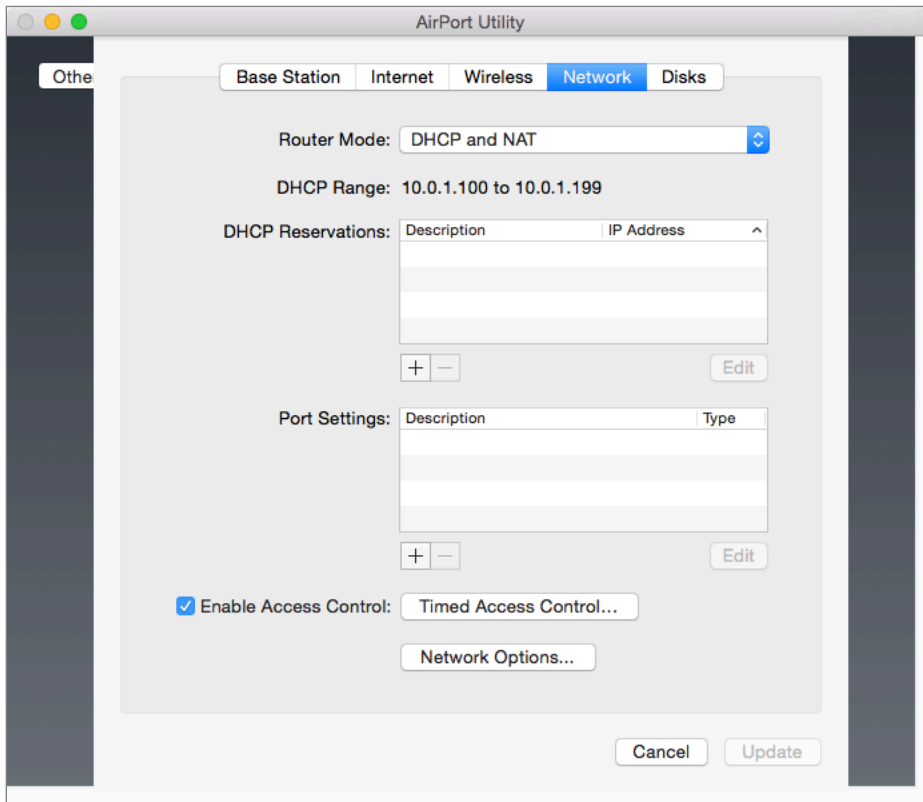 AirPort Utility
Othe
Base Station Internet Wireless Network Disks
Router Mode: DHCP and NAT
DHCP Range: 10.0.1.100 to 10.0.1.199
DHCP Reservations: Description IP Address
Edit
Port Settings: Description Type
Edit
Enable Access Control: Timed Access Control...
Network Options...
Cancel Update